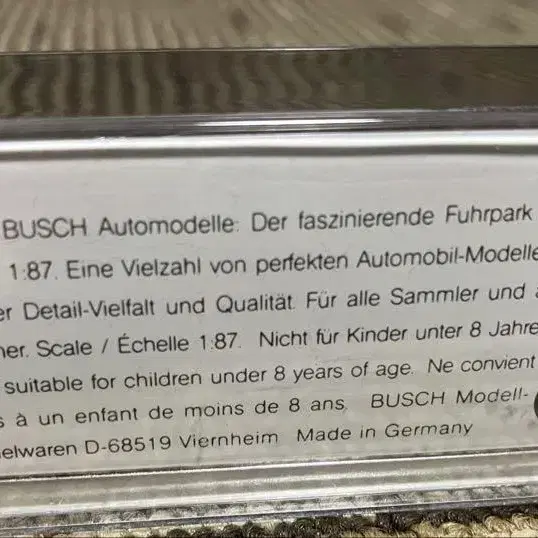 BUSCH Automodelle: Der faszinierende Fuhrpark
1:87. Eine Vielzahl von perfekten Automobil-Modelle
er Detail-Vielfalt und Qualität. Für alle Sammler und
ner. Scale / Échelle 1:87. Nicht für Kinder unter 8 Jahre
suitable for children under 8 years of age. Ne convient
s à un enfant de moins de 8 ans. BUSCH Modell-
elwaren D-68519 Viernheim Made in Germany